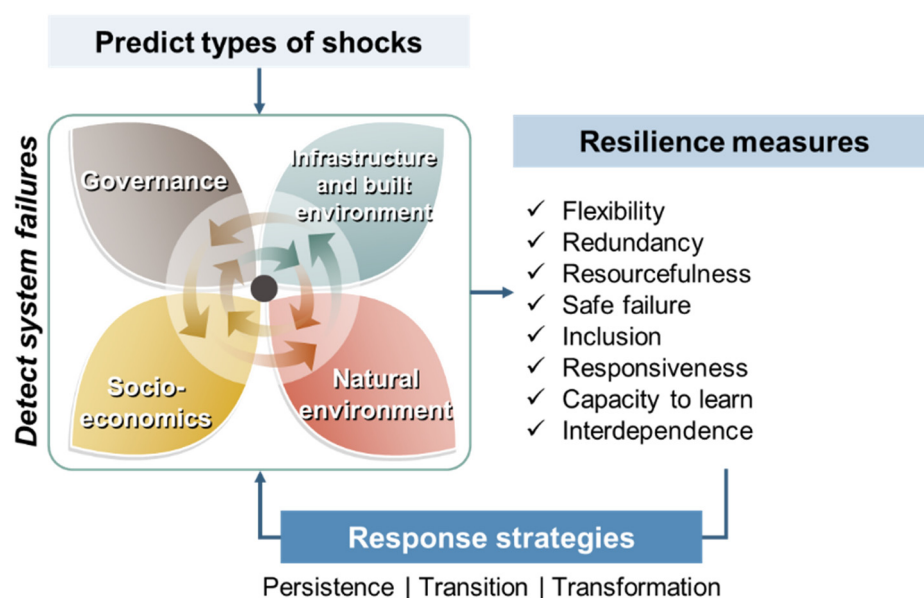 Predict types of shocks
Detect system failures
Governance
Infrastructure
and built
environment
Socio-
economics
Natural
environment
Resilience measures
✓ Flexibility
✓ Redundancy
✓ Resourcefulness
✓ Safe failure
✓ Inclusion
✓ Responsiveness
✓ Capacity to learn
✓ Interdependence
Response strategies
Persistence | Transition | Transformation